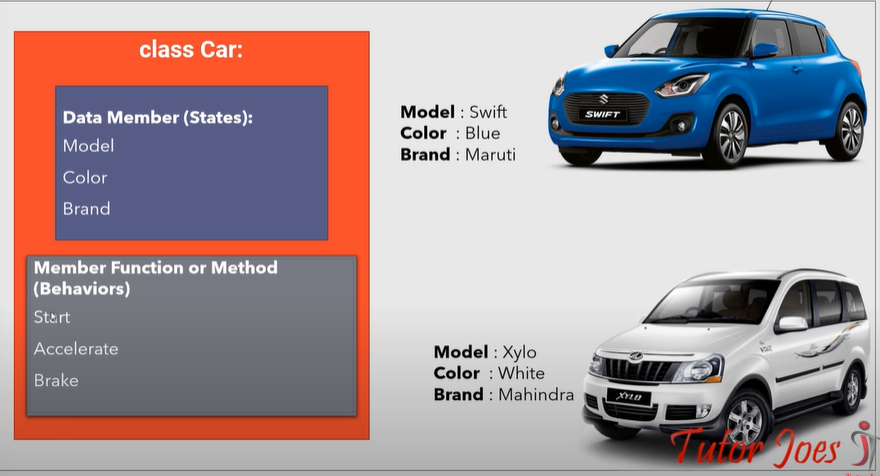 class Car:
Data Member (States):
Model
Color
Brand
Member Function or Method
(Behaviors)
Start
Accelerate
Brake
Model : Swift
Color : Blue
Brand : Maruti
SWIFT
Model : Xylo
Color : White
Brand : Mahindra
XYLO
Tutor Joes